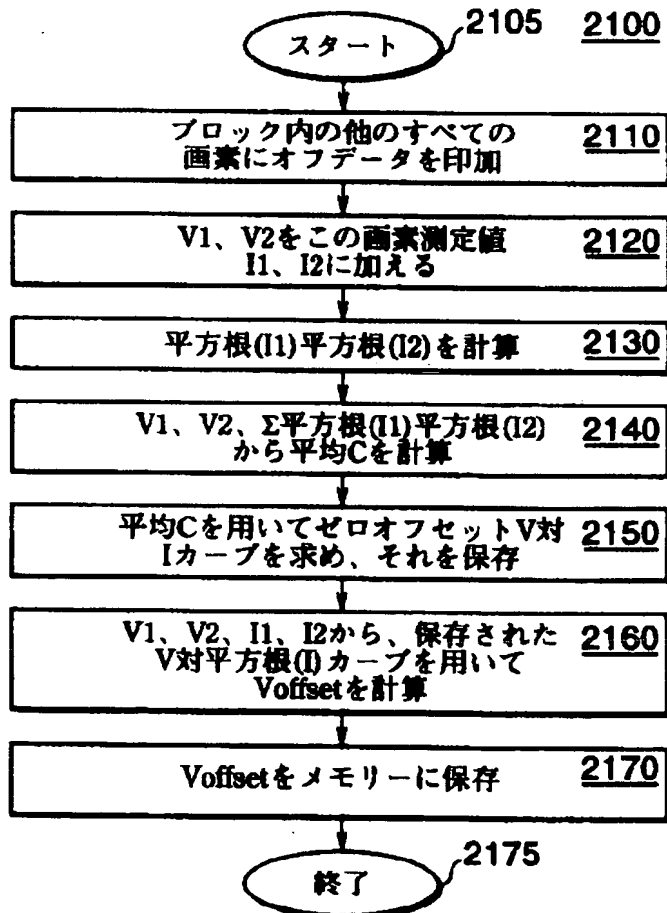 スタート
2105
2100
ブロック内の他のすべての
画素にオフデータを印加
2110
V1、V2をこの画素測定値
I1、I2に加える
2120
平方根(I1)平方根(I2)を計算
2130
V1、V2、Σ平方根(I1)平方根(I2)
から平均Cを計算
2140
平均Cを用いてゼロオフセットV対
Iカーブを求め、それを保存
2150
V1、V2、I1、I2から、保存された
V対平方根(I)カーブを用いて
Voffsetを計算
2160
Voffsetをメモリーに保存
2170
終了
2175